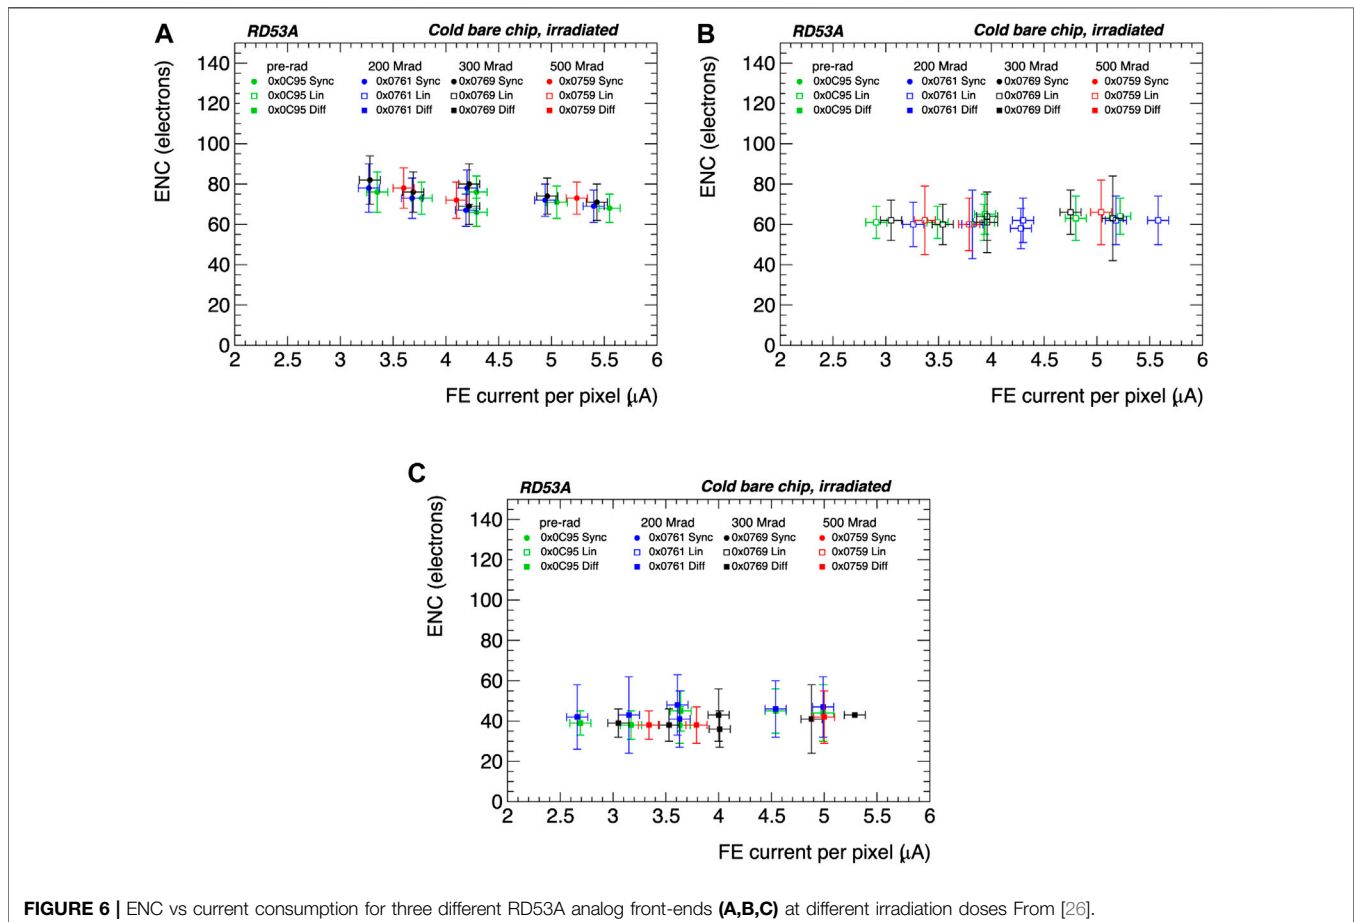 A
RD53A Cold bare chip, irradiated
ENC (electrons)
140
120
100
80
60
40
20
0
pre-rad 200 Mrad 300 Mrad 500 Mrad
0x0C95 Sync 0x0761 Sync 0x0769 Sync 0x0759 Sync
0x0C95 Lin 0x0761 Lin 0x0769 Lin 0x0759 Lin
0x0C95 Diff 0x0761 Diff 0x0769 Diff 0x0759 Diff
2 2.5 3 3.5 4 4.5 5 5.5 6
FE current per pixel (μA)
B
RD53A Cold bare chip, irradiated
ENC (electrons)
140
120
100
80
60
40
20
0
pre-rad 200 Mrad 300 Mrad 500 Mrad
0x0C95 Sync 0x0761 Sync 0x0769 Sync 0x0759 Sync
0x0C95 Lin 0x0761 Lin 0x0769 Lin 0x0759 Lin
0x0C95 Diff 0x0761 Diff 0x0769 Diff 0x0759 Diff
2 2.5 3 3.5 4 4.5 5 5.5 6
FE current per pixel (μA)
C
RD53A Cold bare chip, irradiated
ENC (electrons)
140
120
100
80
60
40
20
0
pre-rad 200 Mrad 300 Mrad 500 Mrad
0x0C95 Sync 0x0761 Sync 0x0769 Sync 0x0759 Sync
0x0C95 Lin 0x0761 Lin 0x0769 Lin 0x0759 Lin
0x0C95 Diff 0x0761 Diff 0x0769 Diff 0x0759 Diff
2 2.5 3 3.5 4 4.5 5 5.5 6
FE current per pixel (μA)
FIGURE 6 | ENC vs current consumption for three different RD53A analog front-ends (A,B,C) at different irradiation doses From [26].